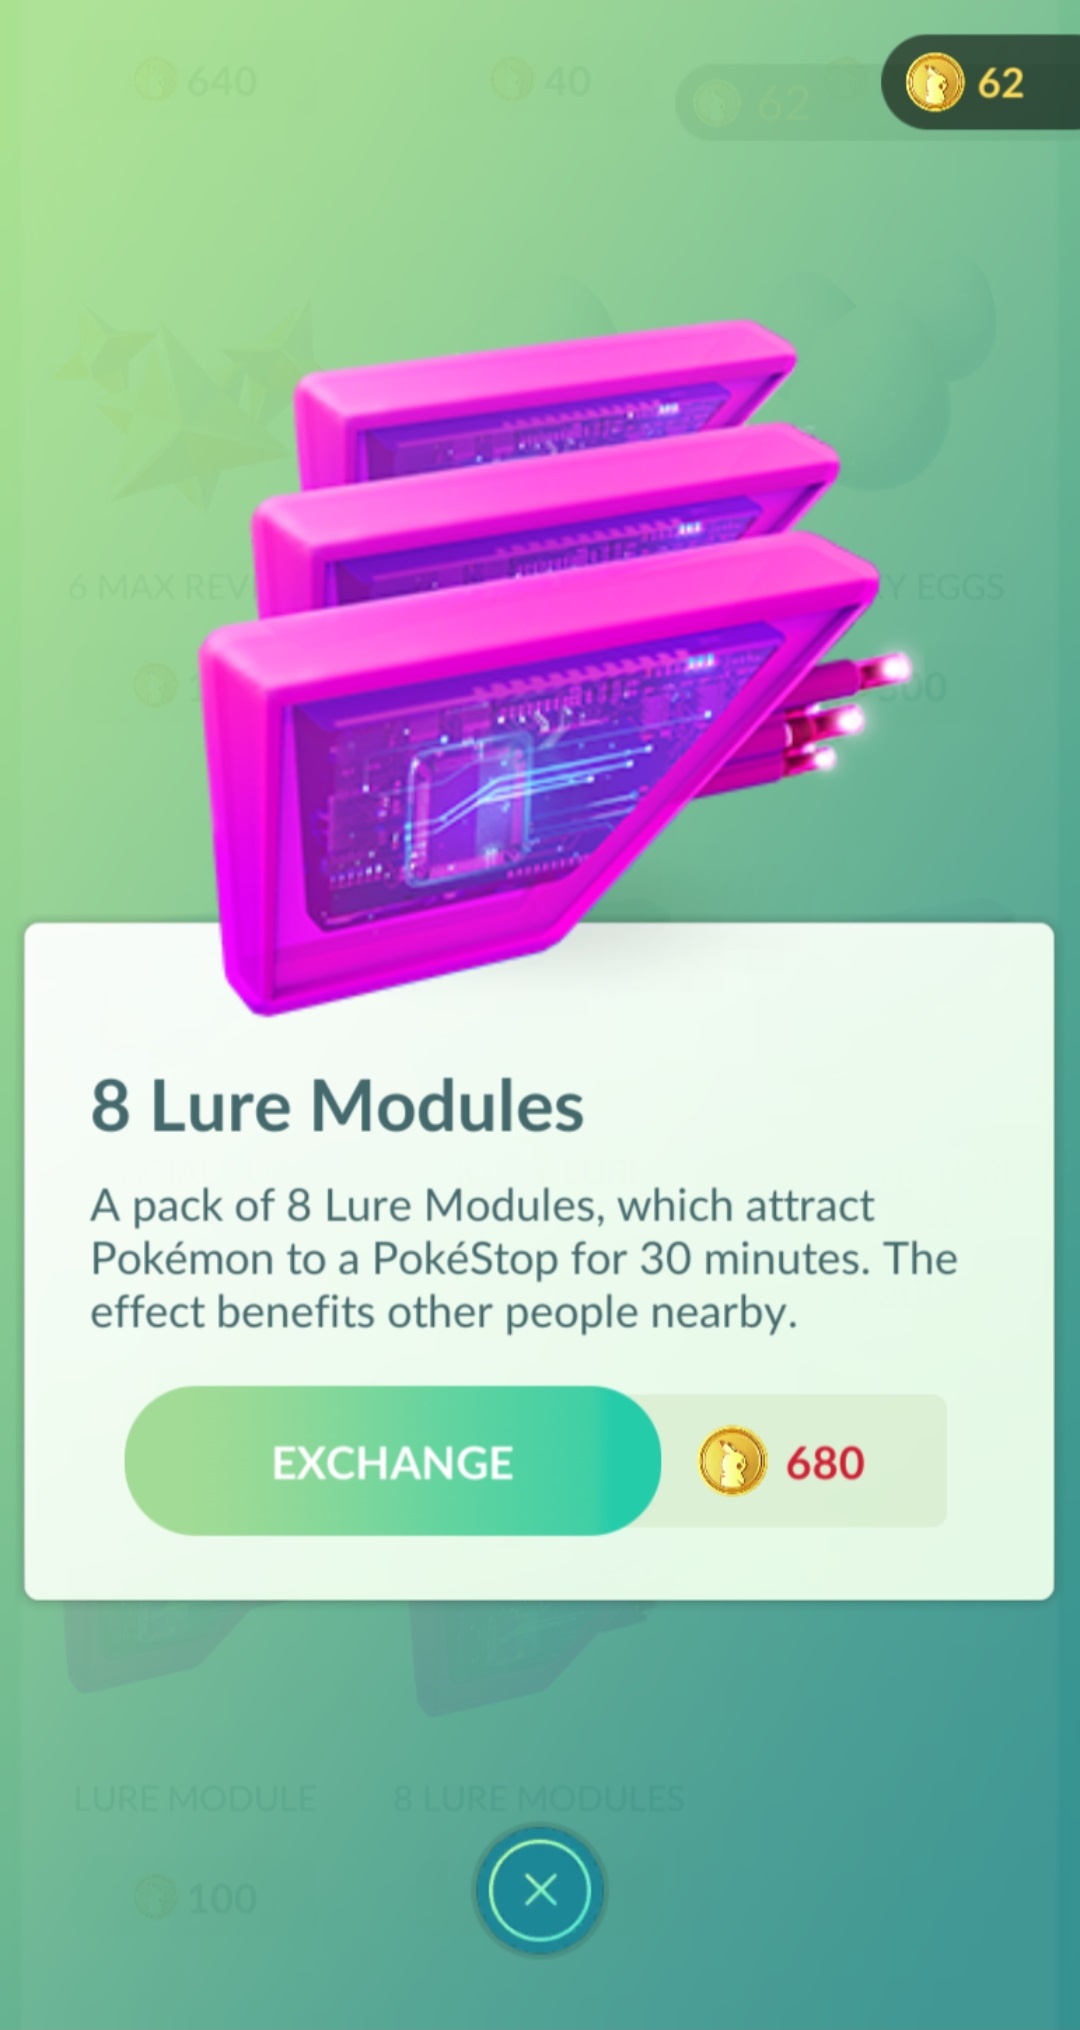 640
40
62
62
6 MAX REV
Y EGGS
8 Lure Modules
A pack of 8 Lure Modules, which attract
Pokémon to a PokéStop for 30 minutes. The
effect benefits other people nearby.
EXCHANGE
680
LURE MODULE
8 LURE MODULES
100